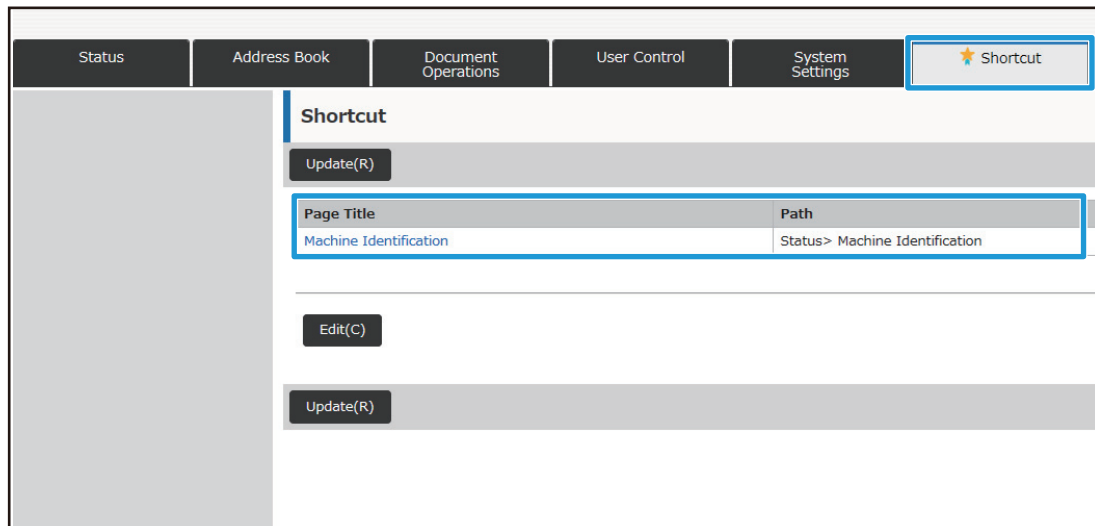 Status
Address Book
Document
Operations
User Control
System
Settings
Shortcut
Shortcut
Update(R)
Page Title Path
Machine Identification Status> Machine Identification
Edit(C)
Update(R)